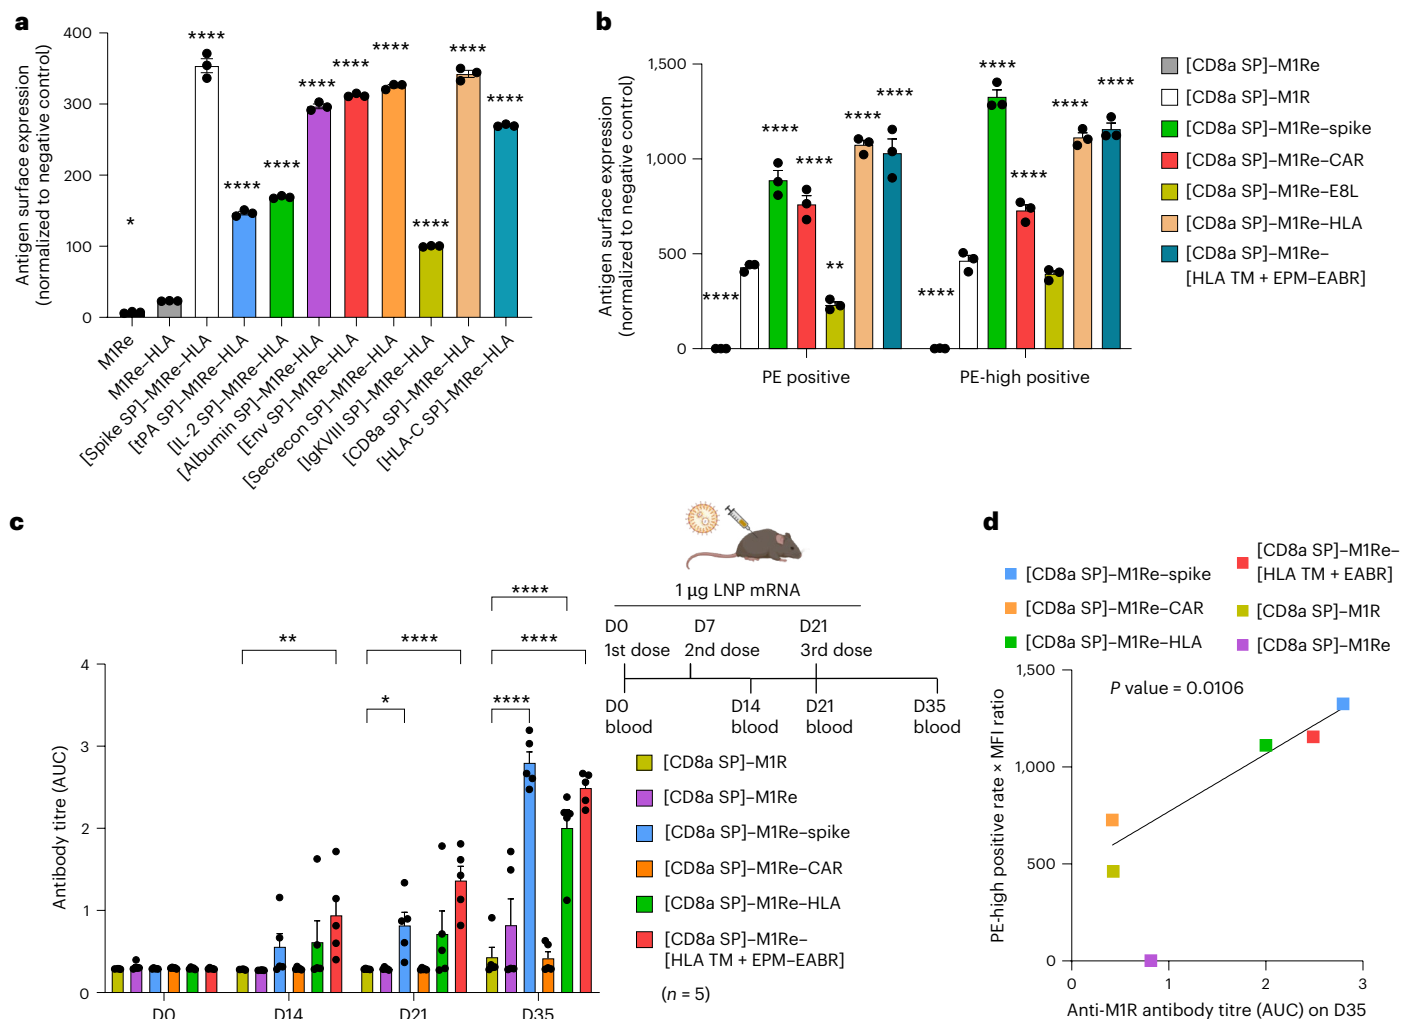 a
400
300
200
100
0
Antigen surface expression
(normalized to negative control)
*
****
****
****
****
****
****
****
****
****
M1Re
M1Re–HLA
[Spike SP]–M1Re–HLA
[tPA SP]–M1Re–HLA
[IL-2 SP]–M1Re–HLA
[Albumin SP]–M1Re-HLA
[Env SP]–M1Re–HLA
[Secrecon SP]–M1Re–HLA
[IgKVIII SP]–M1Re–HLA
[CD8a SP]–M1Re–HLA
[HLA-C SP]–M1Re–HLA
b
1,500
1,000
500
0
Antigen surface expression
(normalized to negative control)
****
****
****
**
****
****
****
****
****
****
****
PE positive
PE-high positive
[CD8a SP]–M1Re
[CD8a SP]–M1R
[CD8a SP]–M1Re–spike
[CD8a SP]–M1Re–CAR
[CD8a SP]–M1Re–E8L
[CD8a SP]–M1Re–HLA
[CD8a SP]–M1Re–
[HLA TM + EPM–EABR]
c
4
3
2
1
0
Antibody titre (AUC)
**
*
****
****
****
****
D0
D14
D21
D35
1 µg LNP mRNA
D0
1st dose
D7
2nd dose
D21
3rd dose
D0
blood
D14
blood
D21
blood
D35
blood
[CD8a SP]–M1R
[CD8a SP]–M1Re
[CD8a SP]–M1Re–spike
[CD8a SP]–M1Re–CAR
[CD8a SP]–M1Re–HLA
[CD8a SP]–M1Re–
[HLA TM + EPM–EABR]
(n = 5)
d
[CD8a SP]–M1Re–spike
[CD8a SP]–M1Re–CAR
[CD8a SP]–M1Re–HLA
[CD8a SP]–M1Re–
[HLA TM + EABR]
[CD8a SP]–M1R
[CD8a SP]–M1Re
1,500
1,000
500
0
PE-high positive rate × MFI ratio
P value = 0.0106
0
1
2
3
Anti-M1R antibody titre (AUC) on D35